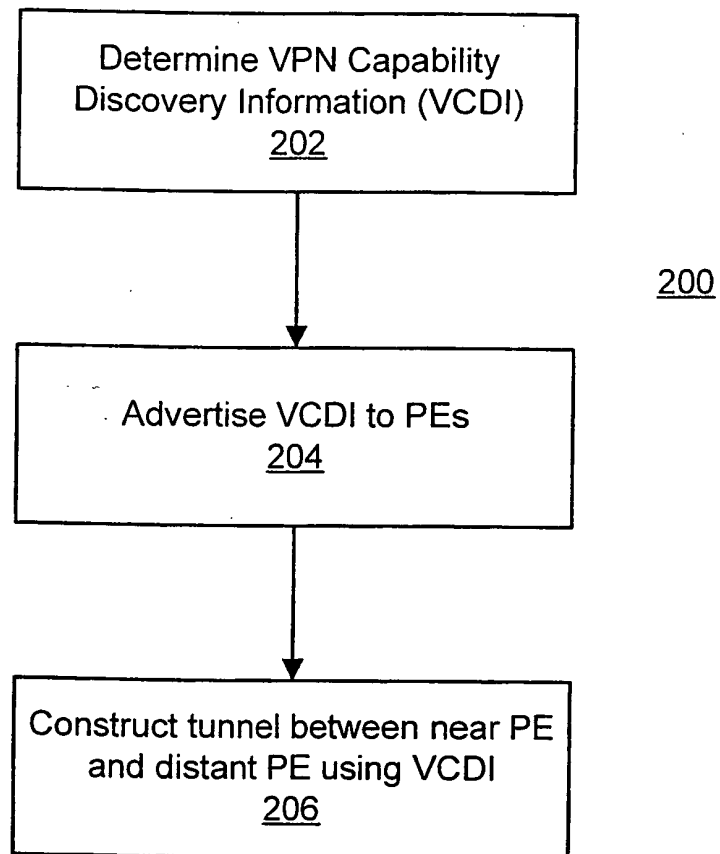 Determine VPN Capability
Discovery Information (VCDI)
202
200
Advertise VCDI to PEs
204
Construct tunnel between near PE
and distant PE using VCDI
206